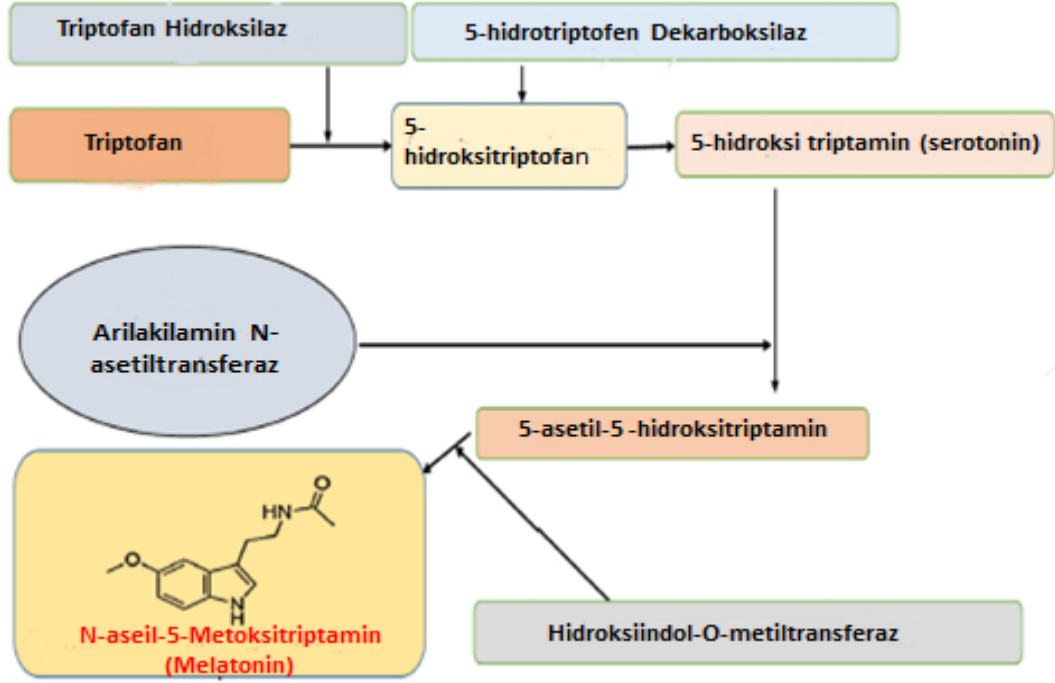 Triptofan Hidroksilaz
5-hidrotriptofen Dekarboksilaz
Triptofan
5-
hidroksitriptofan
5-hidroksi triptamin (serotonin)
Arilakilamin N-
asetiltransferaz
5-asetil-5 -hidroksitriptamin
O
HN
O
N
H
N-aseil-5-Metoksitriptamin
(Melatonin)
Hidroksiindol-O-metiltransferaz